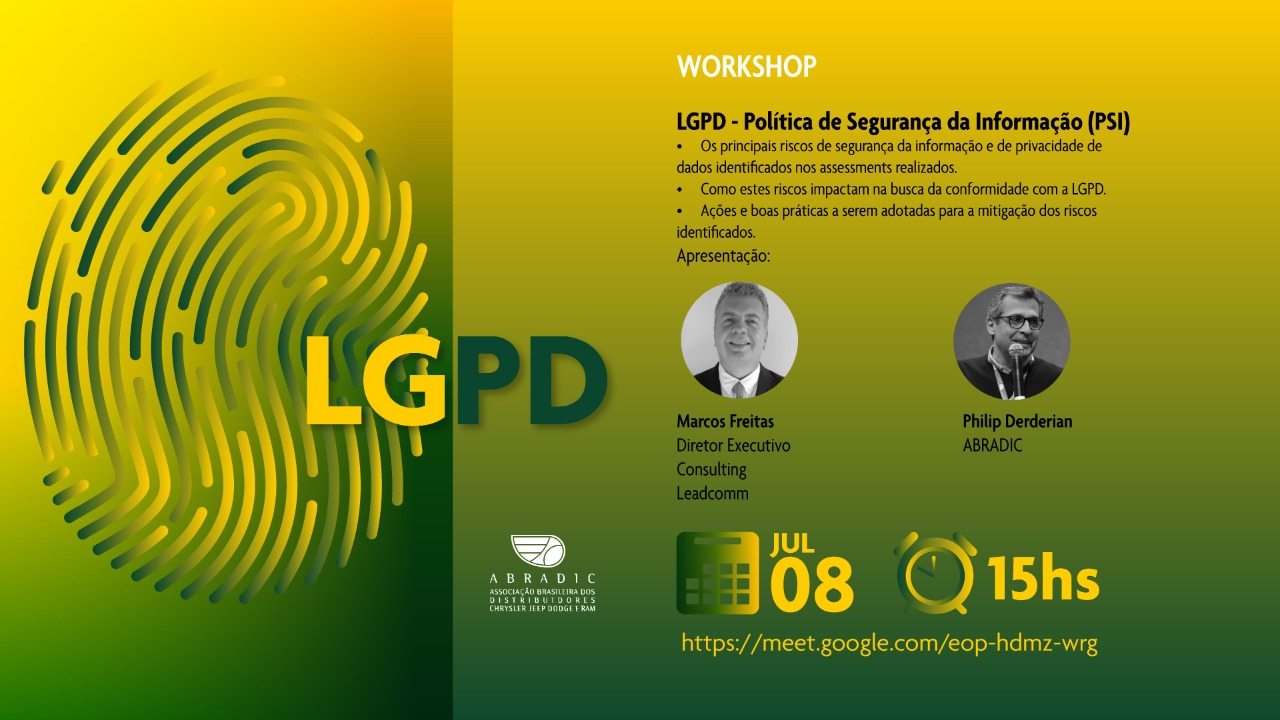 WORKSHOP
LGPD - Política de Segurança da Informação (PSI)
• Os principais riscos de segurança da informação e de privacidade de
dados identificados nos assessments realizados.
• Como estes riscos impactam na busca da conformidade com a LGPD.
• Ações e boas práticas a serem adotadas para a mitigação dos riscos
identificados.
Apresentação:
LGPD
Marcos Freitas
Diretor Executivo
Consulting
Leadcomm
Philip Derderian
ABRADIC
ABRADIC
ASSOCIAÇÃO BRASILEIRA DOS
DISTRIBUIDORES
CHRYSLER JEEP DODGE E RAM
JUL
08
15hs
https://meet.google.com/eop-hdmz-wrg